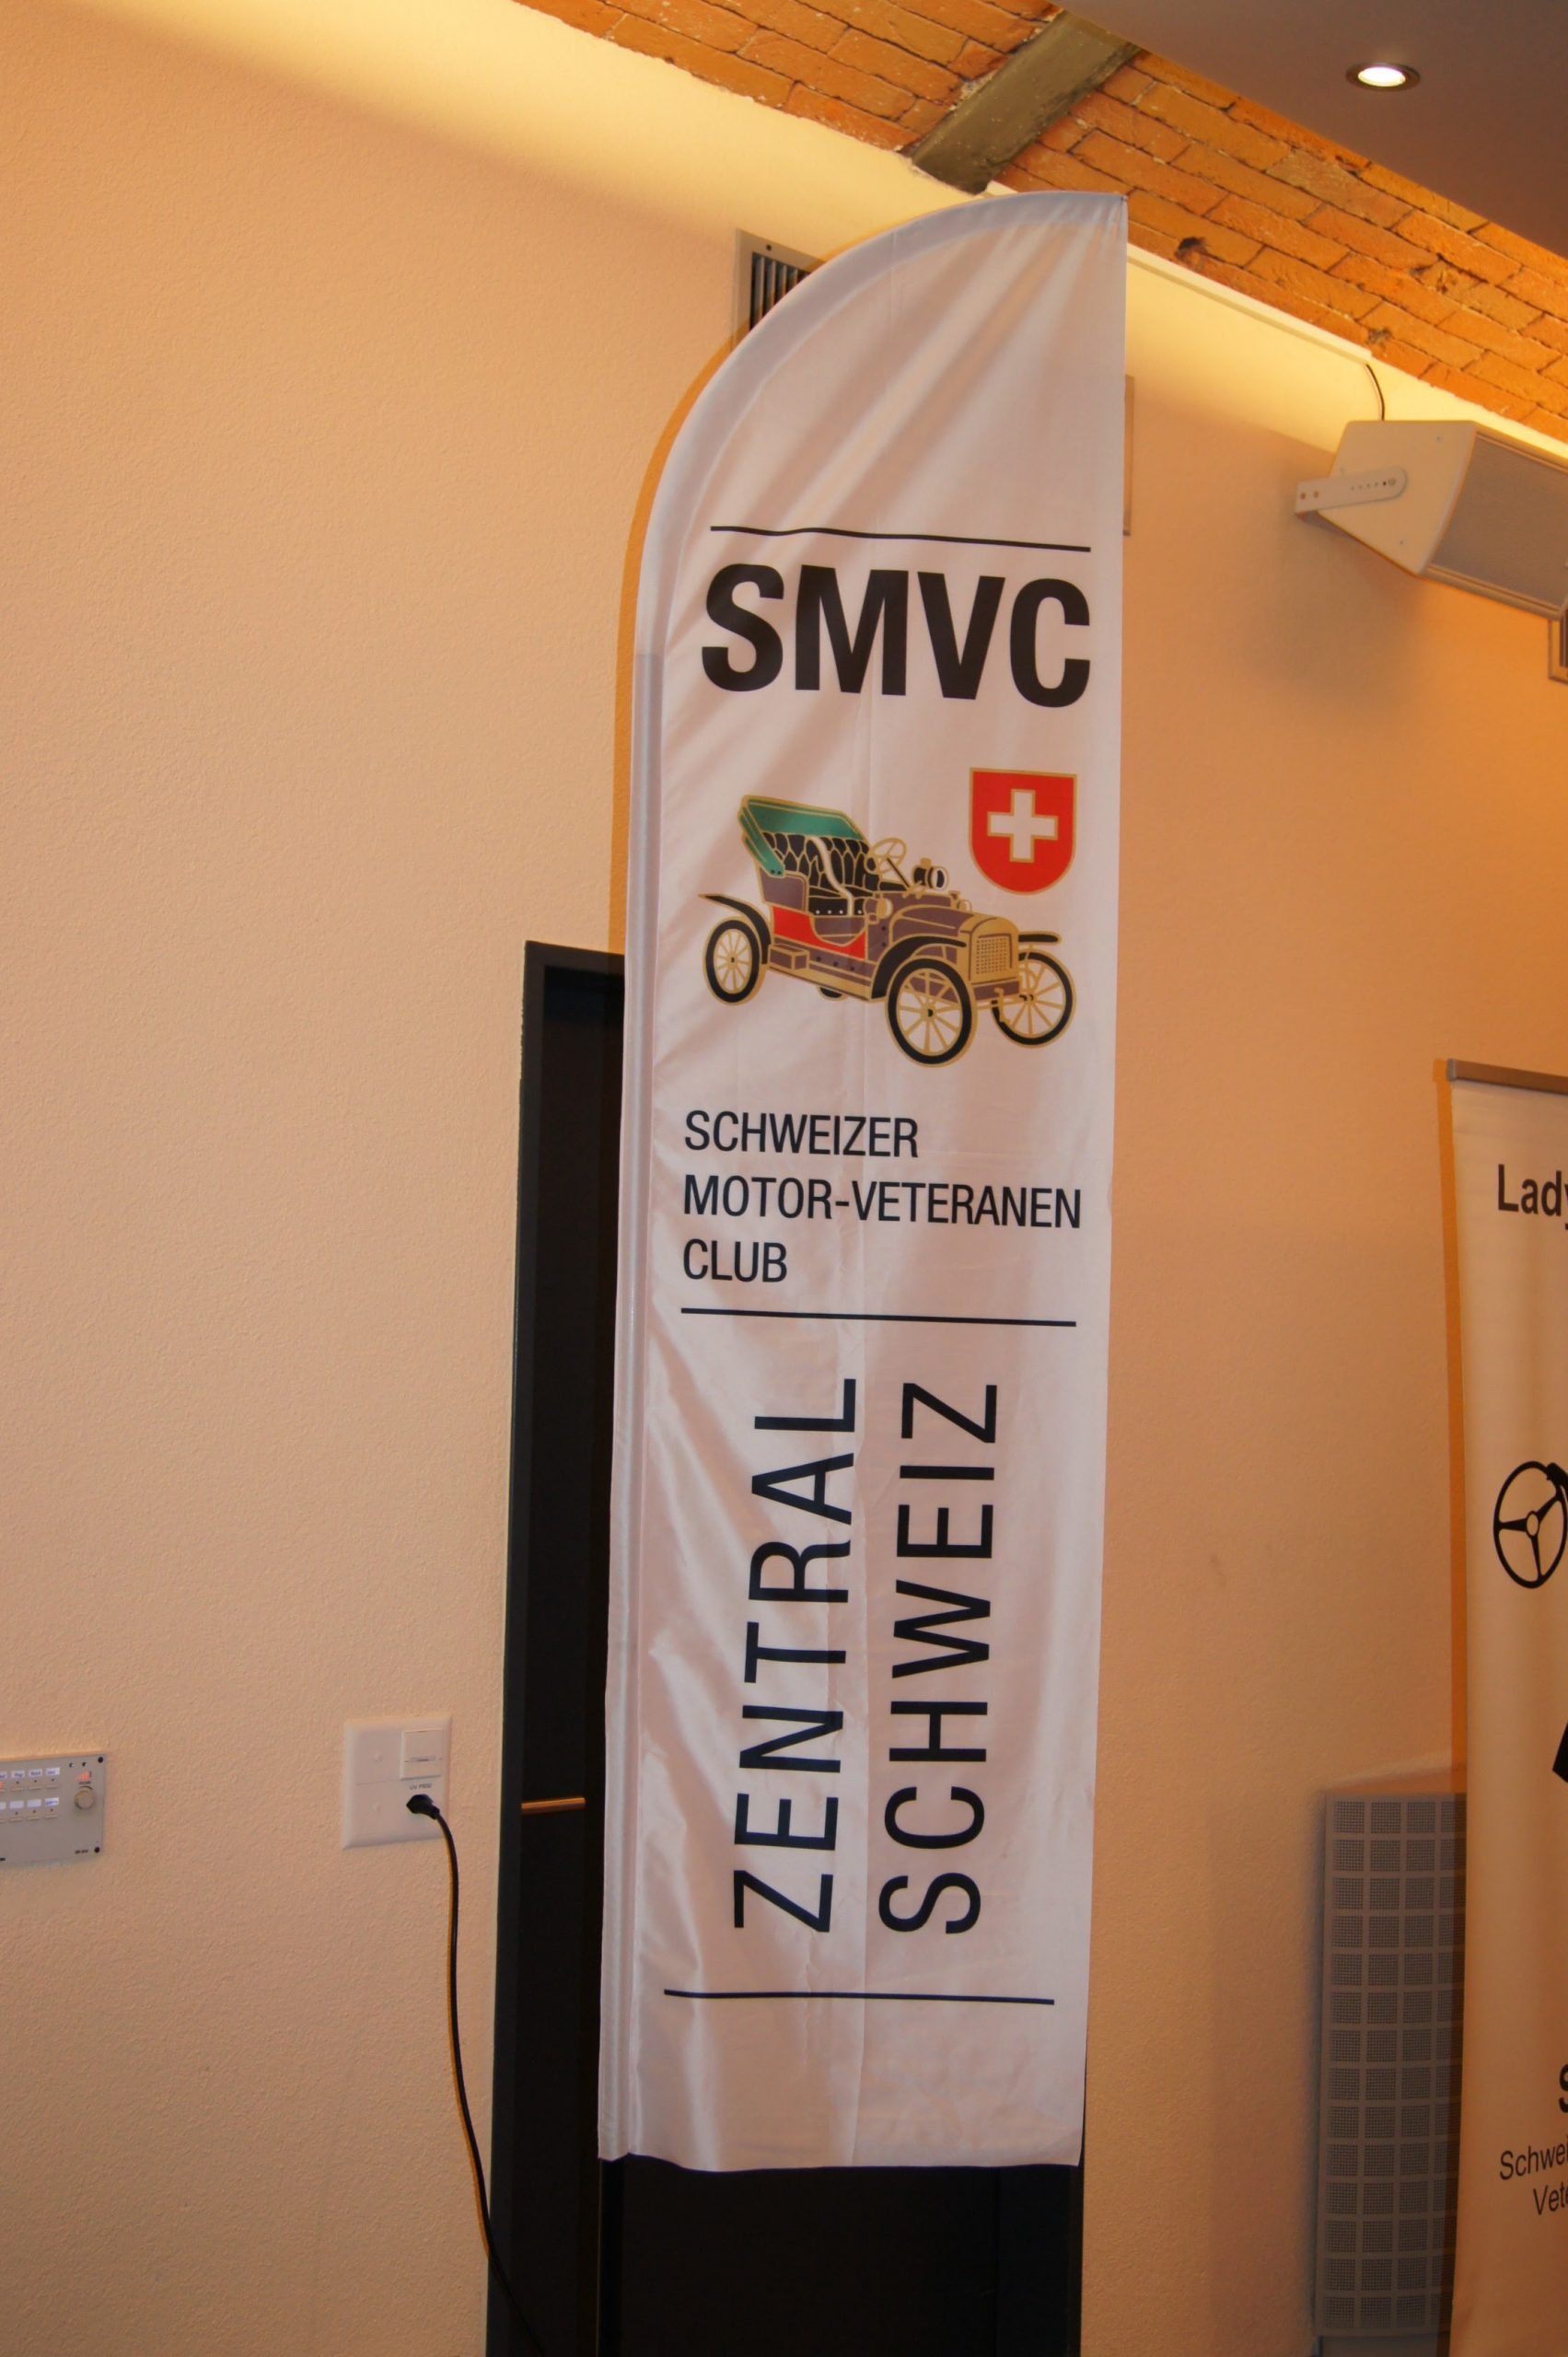 SMVC
SCHWEIZER
MOTOR-VETERANEN
CLUB
ZENTRAL
SCHWEIZ